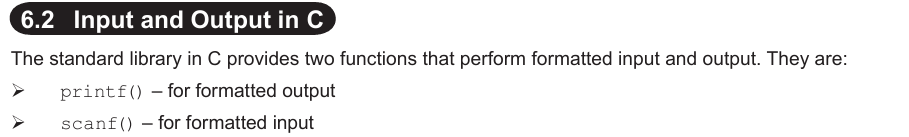 6.2 Input and Output in C
The standard library in C provides two functions that perform formatted input and output. They are:
➢ printf() – for formatted output
➢ scanf() – for formatted input